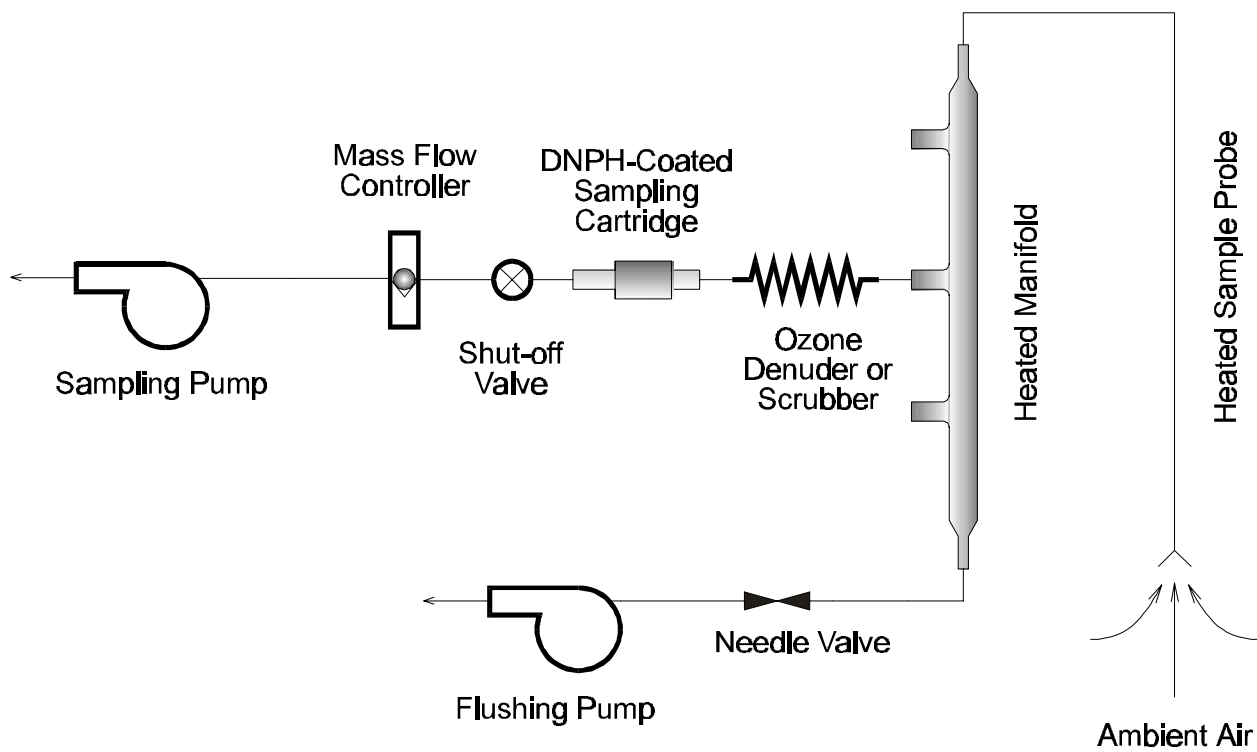 Mass Flow
Controller
DNPH-Coated
Sampling
Cartridge
Heated Manifold
Heated Sample Probe
Sampling Pump
Shut-off
Valve
Ozone
Denuder or
Scrubber
Needle Valve
Flushing Pump
Ambient Air